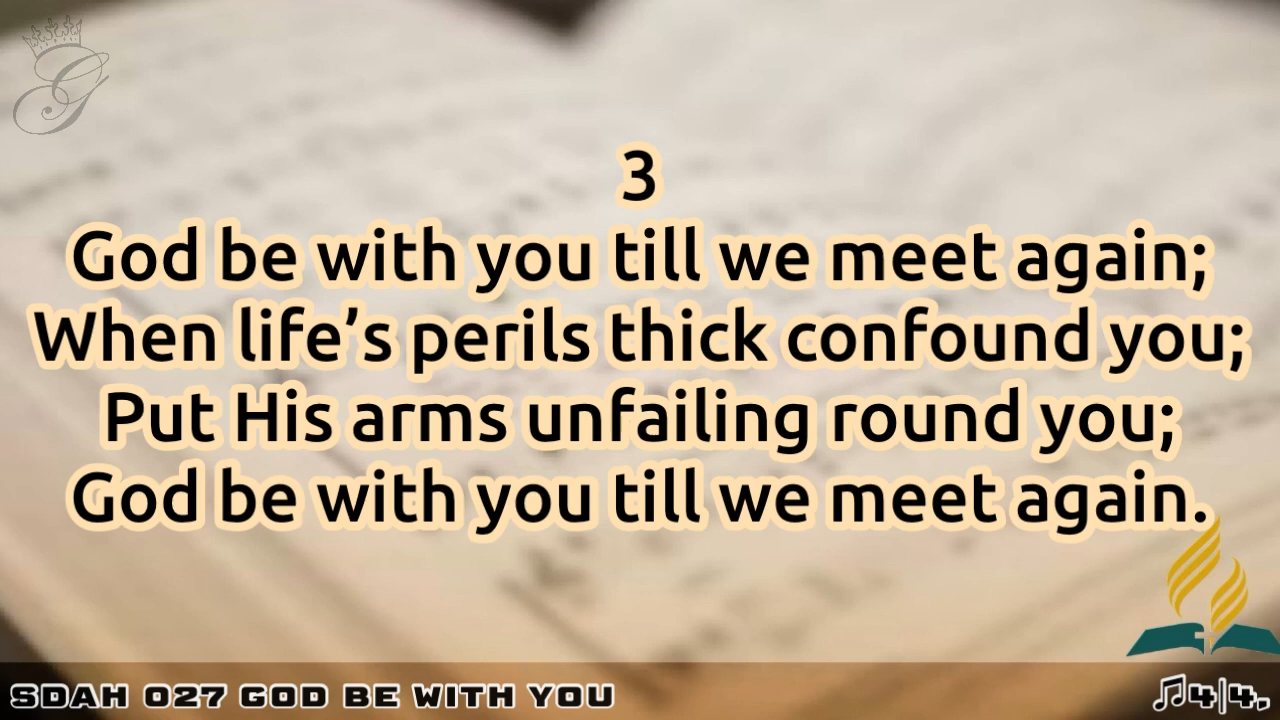 G
3
God be with you till we meet again;
When life’s perils thick confound you;
Put His arms unfailing round you;
God be with you till we meet again.
SDAH 027 GOD BE WITH YOU
♫4|4.